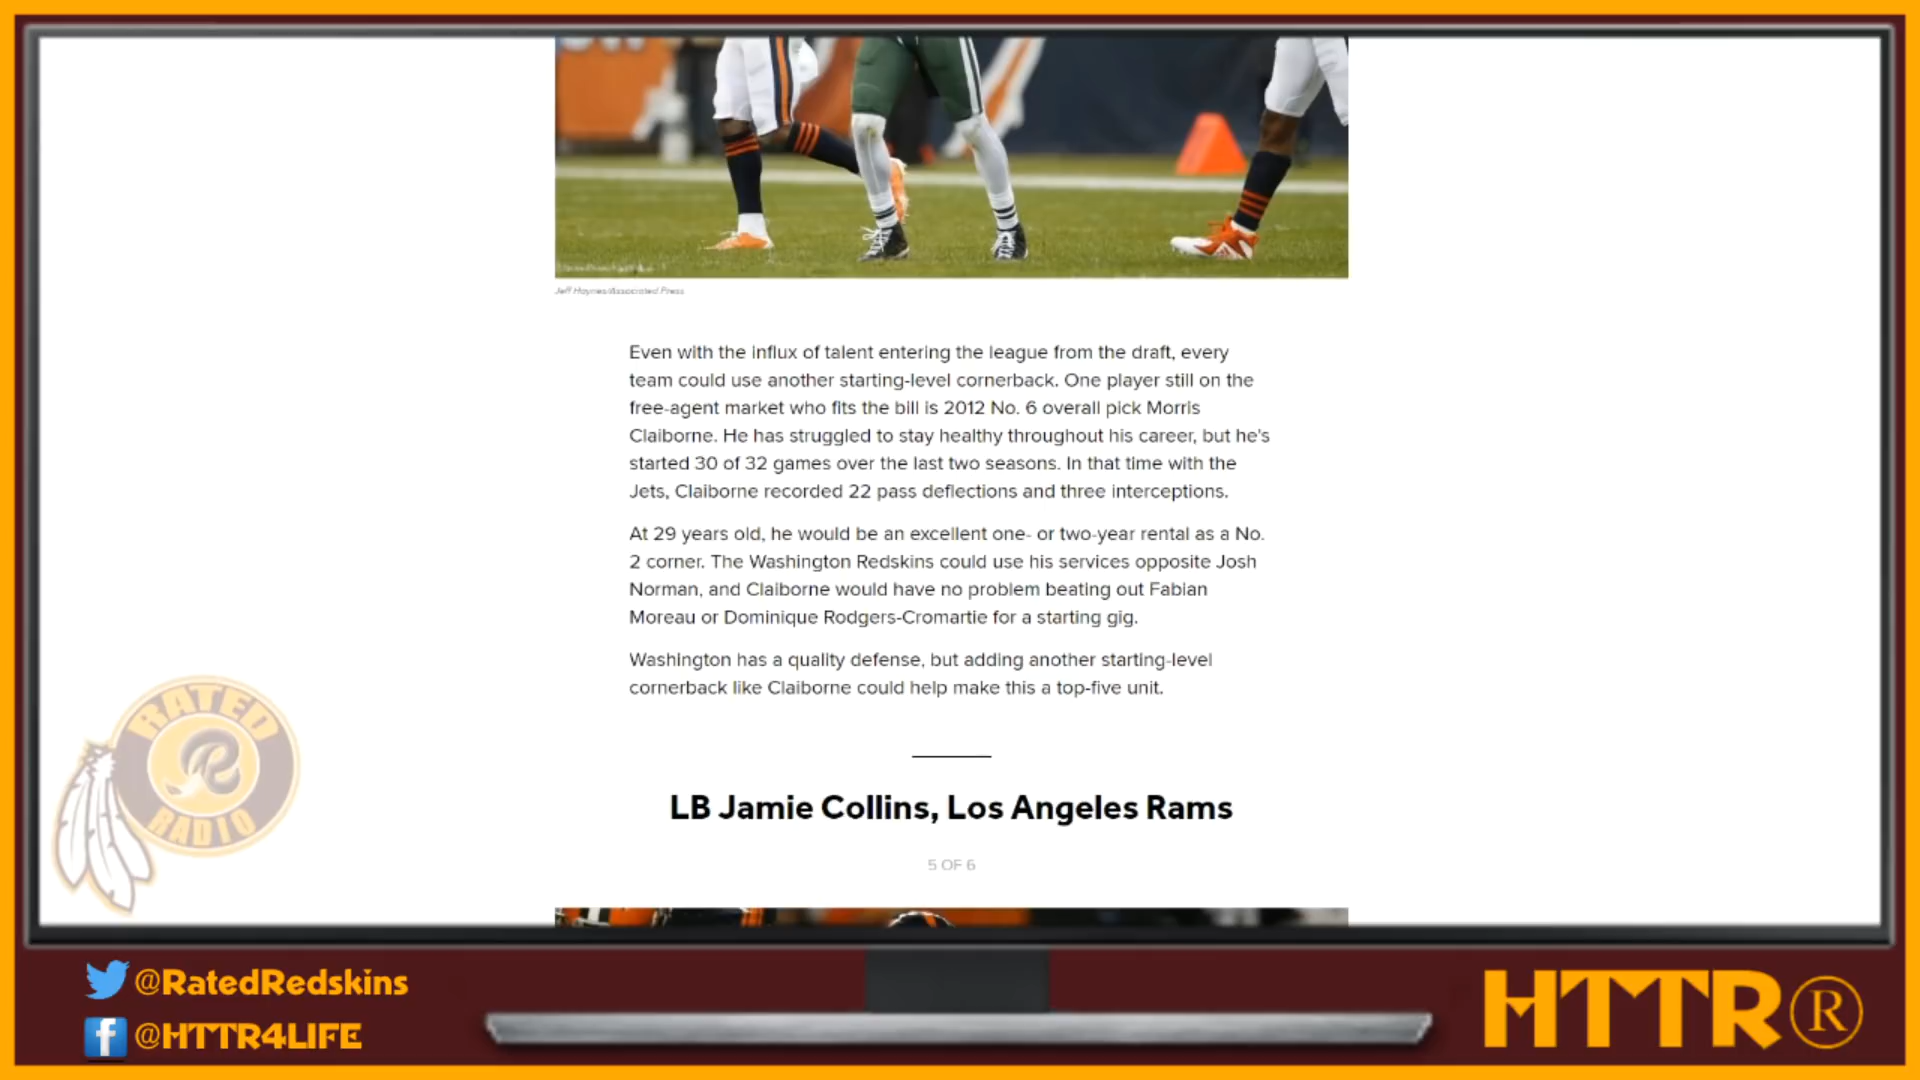 Jeff Haynes/Associated Press
Even with the influx of talent entering the league from the draft, every
team could use another starting-level cornerback. One player still on the
free-agent market who fits the bill is 2012 No. 6 overall pick Morris
Claiborne. He has struggled to stay healthy throughout his career, but he's
started 30 of 32 games over the last two seasons. In that time with the
Jets, Claiborne recorded 22 pass deflections and three interceptions.
At 29 years old, he would be an excellent one- or two-year rental as a No.
2 corner. The Washington Redskins could use his services opposite Josh
Norman, and Claiborne would have no problem beating out Fabian
Moreau or Dominique Rodgers-Cromartie for a starting gig.
Washington has a quality defense, but adding another starting-level
cornerback like Claiborne could help make this a top-five unit.
LB Jamie Collins, Los Angeles Rams
5 OF 6
RATED
R
RADIO
@RatedRedskins
@HTTR4LIFE
HTTR®